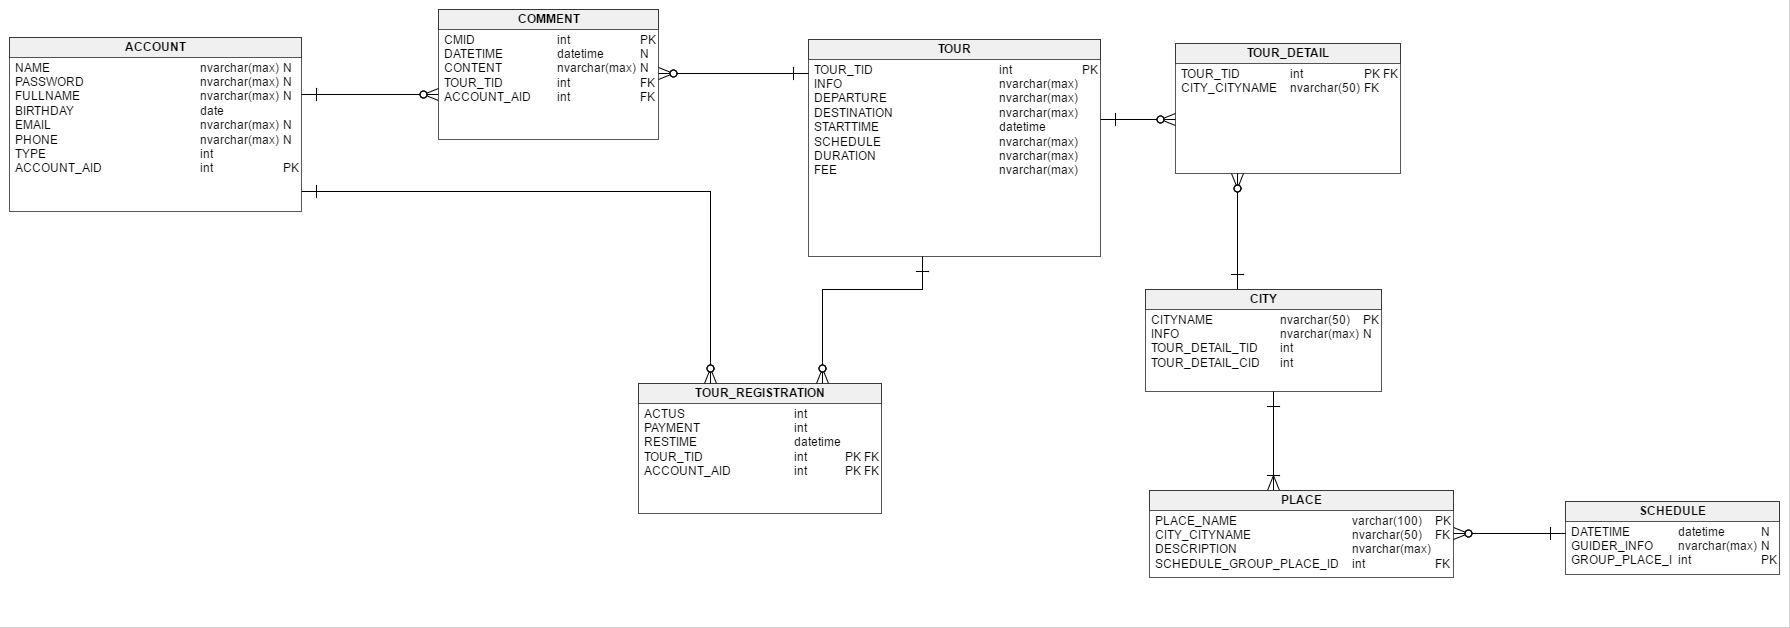 ACCOUNT
NAME nvarchar(max) N
PASSWORD nvarchar(max) N
FULLNAME nvarchar(max) N
BIRTHDAY date
EMAIL nvarchar(max) N
PHONE nvarchar(max) N
TYPE int
ACCOUNT_AID int PK
COMMENT
CMID int PK
DATETIME datetime N
CONTENT nvarchar(max) N
TOUR_TID int FK
ACCOUNT_AID int FK
TOUR
TOUR_TID int PK
INFO nvarchar(max)
DEPARTURE nvarchar(max)
DESTINATION nvarchar(max)
STARTTIME datetime
SCHEDULE nvarchar(max)
DURATION nvarchar(max)
FEE nvarchar(max)
TOUR_DETAIL
TOUR_TID int PK FK
CITY_CITYNAME nvarchar(50) FK
CITY
CITYNAME nvarchar(50) PK
INFO nvarchar(max) N
TOUR_DETAIL_TID int
TOUR_DETAIL_CID int
TOUR_REGISTRATION
ACTUS int
PAYMENT int
RESTIME datetime
TOUR_TID int PK FK
ACCOUNT_AID int PK FK
PLACE
PLACE_NAME varchar(100) PK
CITY_CITYNAME nvarchar(50) FK
DESCRIPTION nvarchar(max)
SCHEDULE_GROUP_PLACE_ID int FK
SCHEDULE
DATETIME datetime N
GUIDER_INFO nvarchar(max) N
GROUP_PLACE_I int PK